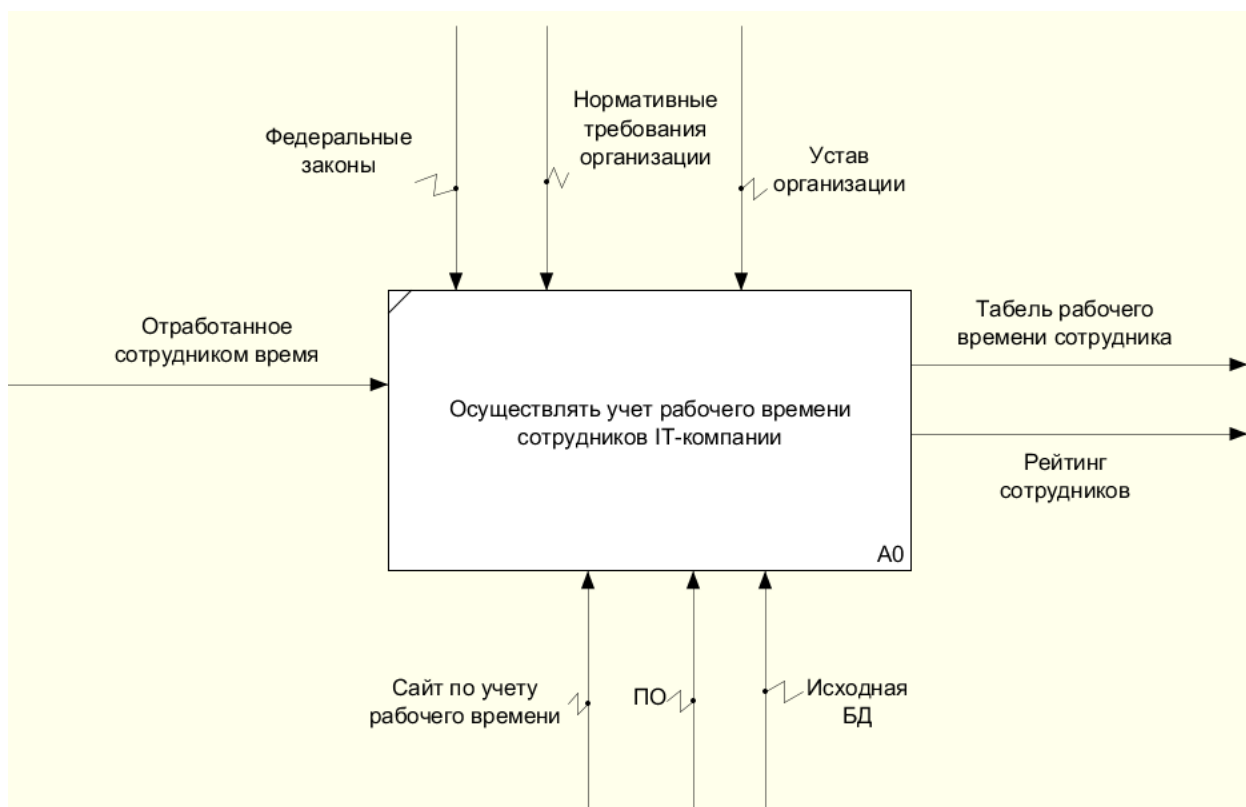 Федеральные
законы
Нормативные
требования
организации
Устав
организации
Отработанное
сотрудником время
Осуществлять учет рабочего времени
сотрудников IT-компании
A0
Табель рабочего
времени сотрудника
Рейтинг
сотрудников
Сайт по учету
рабочего времени
ПО
Исходная
БД